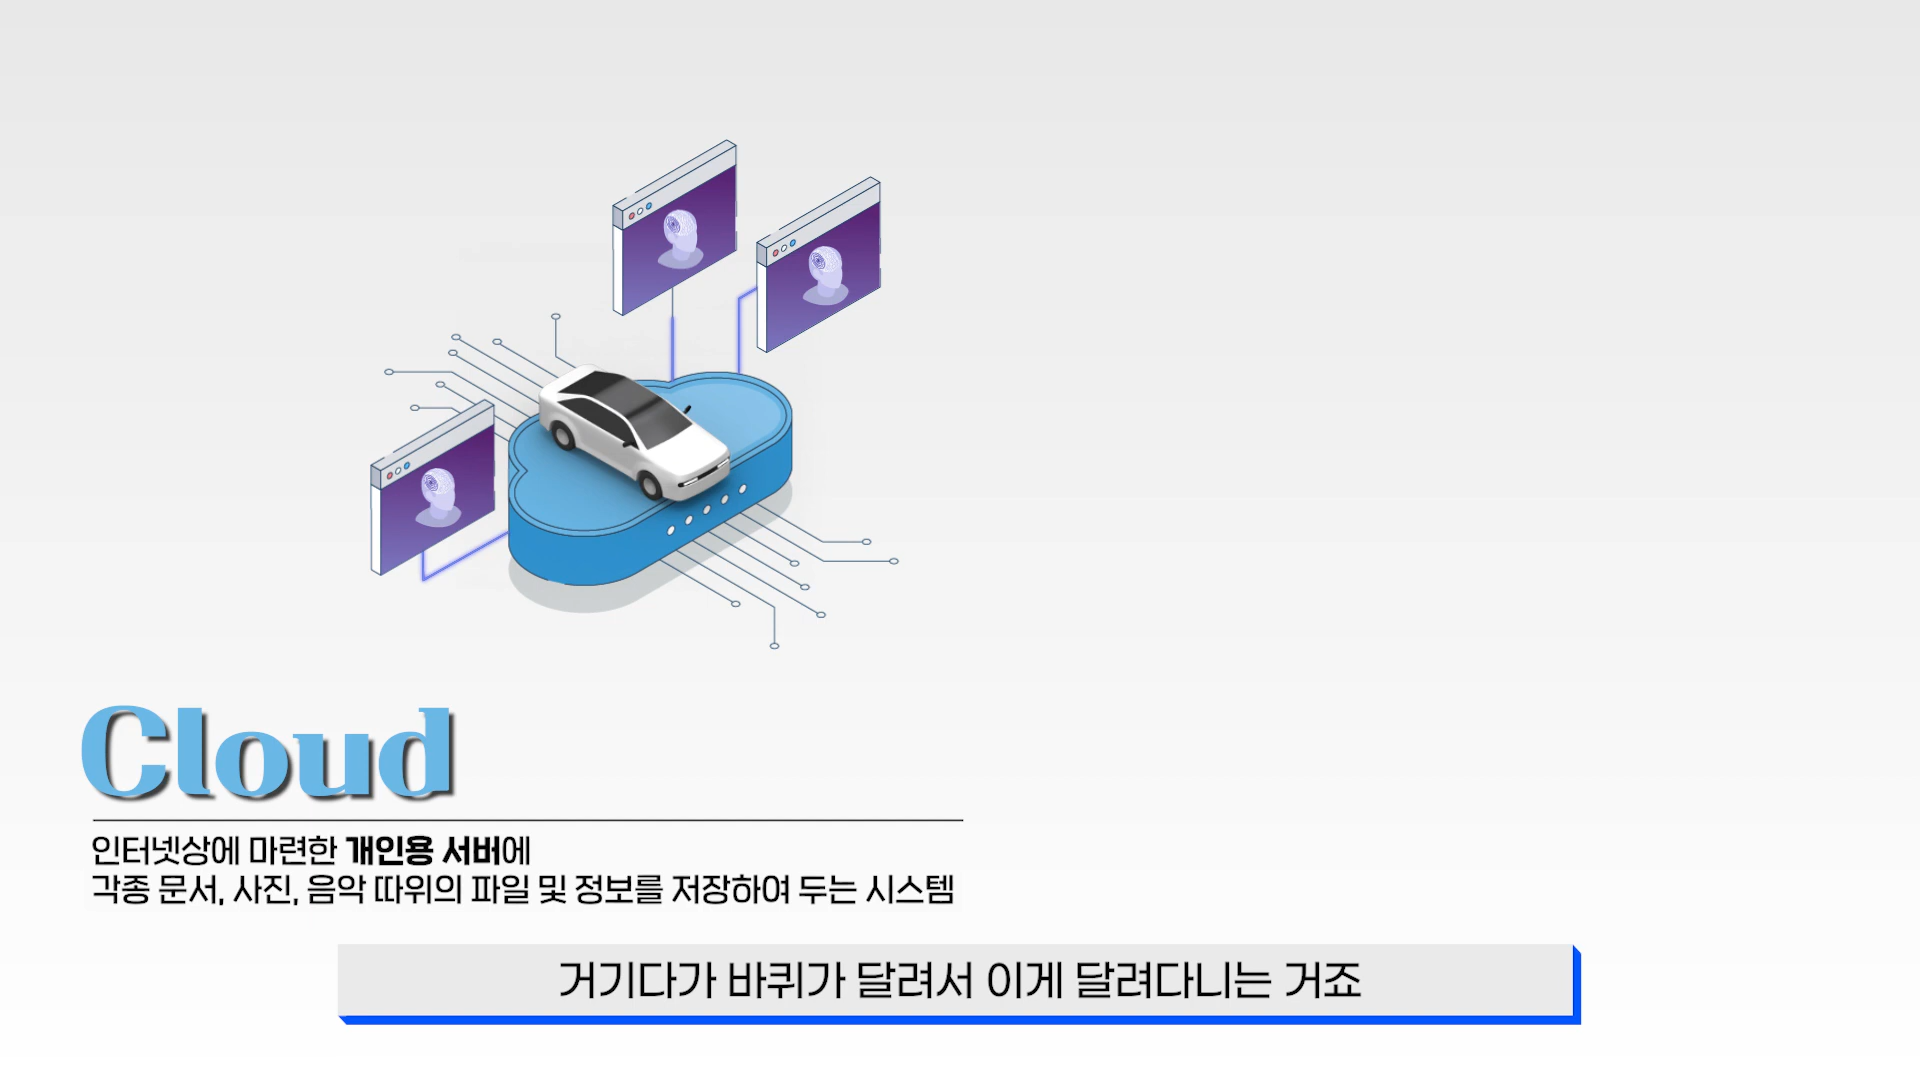 Cloud
인터넷상에 마련한 개인용 서버에
각종 문서, 사진, 음악 따위의 파일 및 정보를 저장하여 두는 시스템
거기다가 바퀴가 달려서 이게 달려다니는 거죠